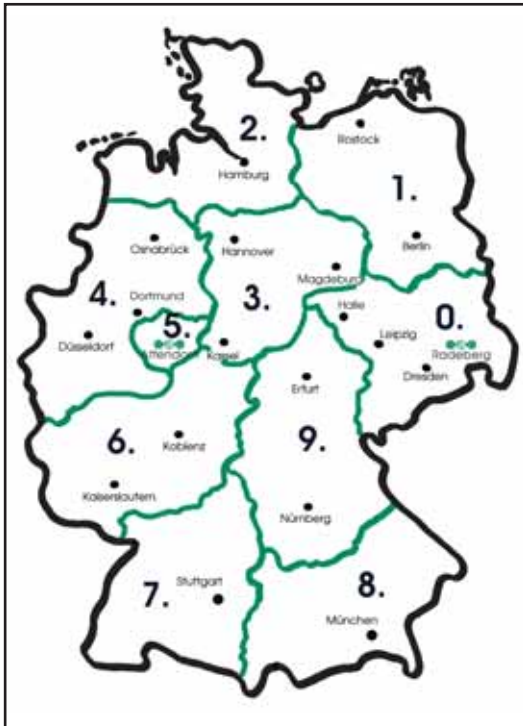 2.
Rostock
Hamburg
1.
Osnabrück
Hannover
Berlin
Magdeburg
4.
Dortmund
3.
Halle
0.
5.
Düsseldorf
Attendorn
Kassel
Leipzig
Radeberg
Dresden
Erfurt
6.
Koblenz
9.
Kaiserslautern
Nürnberg
Stuttgart
7.
8.
München